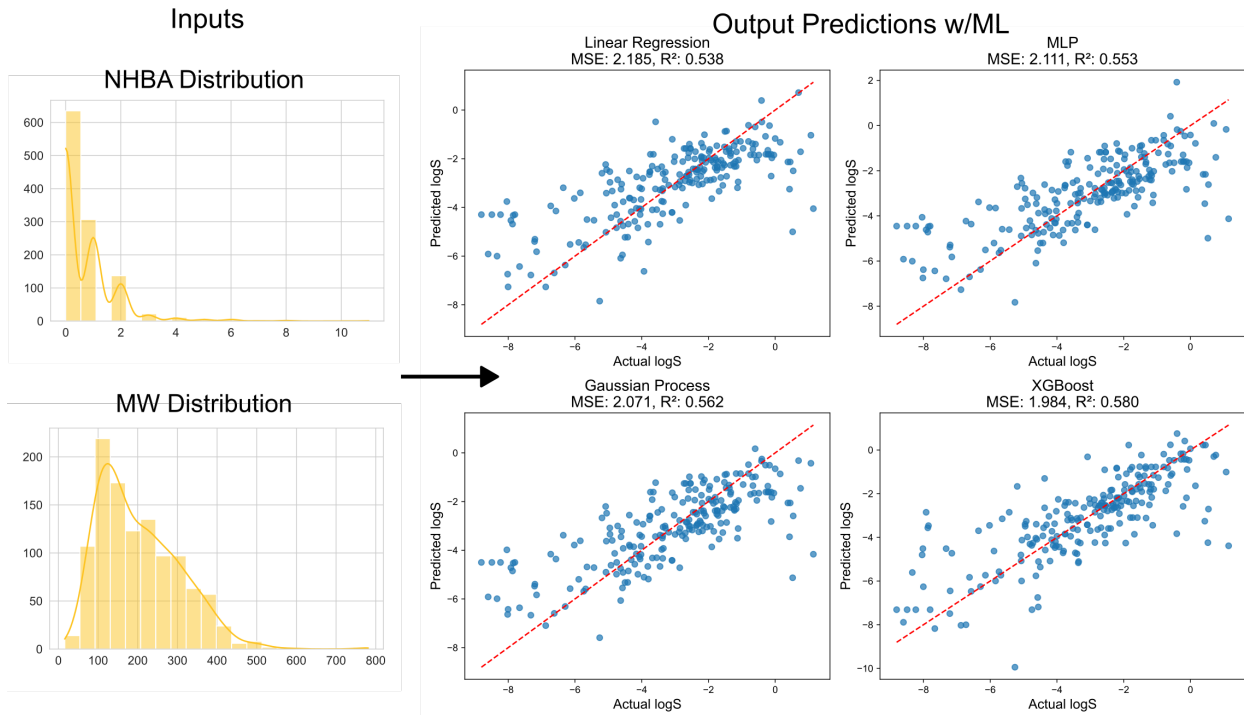 Inputs
Output Predictions w/ML
NHBA Distribution
600
500
400
300
200
100
0
0 2 4 6 8 10
MW Distribution
200
150
100
50
0
0 100 200 300 400 500 600 700 800
Linear Regression
MSE: 2.185, R²: 0.538
Predicted logS
0
−2
−4
−6
−8
−8 −6 −4 −2 0
Actual logS
MLP
MSE: 2.111, R²: 0.553
Predicted logS
2
0
−2
−4
−6
−8
−8 −6 −4 −2 0
Actual logS
Gaussian Process
MSE: 2.071, R²: 0.562
Predicted logS
0
−2
−4
−6
−8
−8 −6 −4 −2 0
Actual logS
XGBoost
MSE: 1.984, R²: 0.580
Predicted logS
0
−2
−4
−6
−8
−10
−8 −6 −4 −2 0
Actual logS